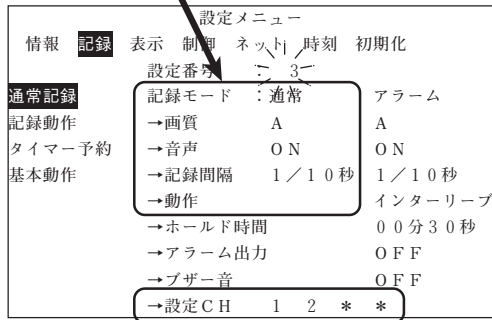 設定メニュー
情報 記録 表示 制御 ネット 時刻 初期化
設定番号 : 3
通常記録 記録モード :通常 アラーム
記録動作 →画質 A A
タイマー予約 →音声 ON ON
基本動作 →記録間隔 1/10秒 1/10秒
→動作 インターリーブ
→ホールド時間 00分30秒
→アラーム出力 OFF
→ブザー音 OFF
→設定CH 1 2 * *